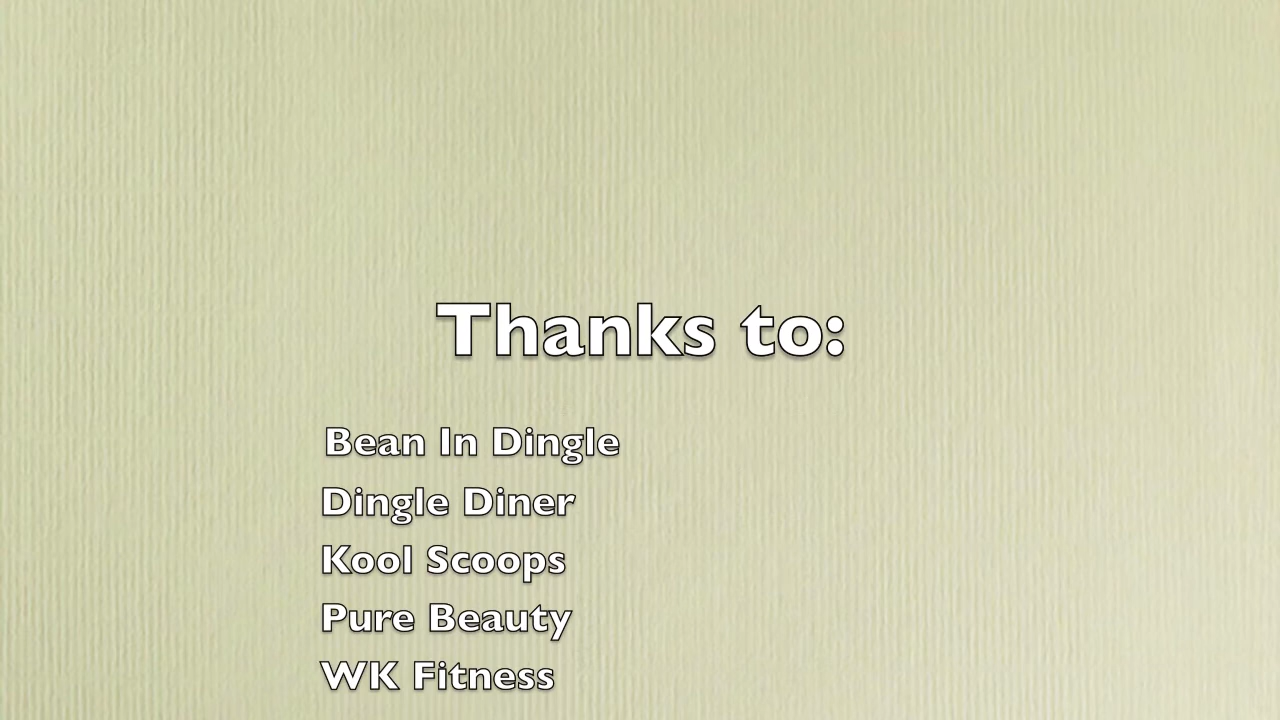 Thanks to:
Bean In Dingle
Dingle Diner
Kool Scoops
Pure Beauty
WK Fitness